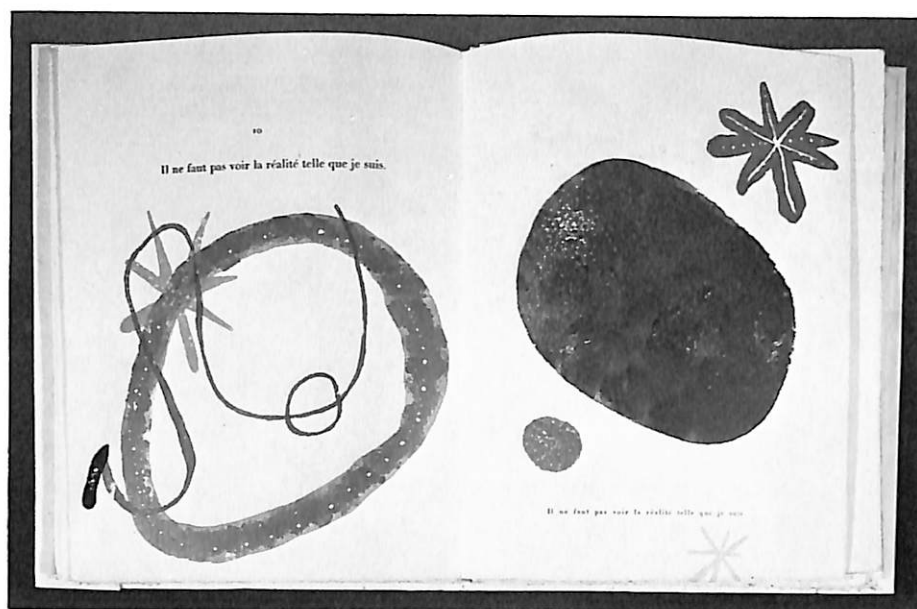 10
Il ne faut pas voir la réalité telle que je suis.
Il ne faut pas voir la réalité telle que je suis.